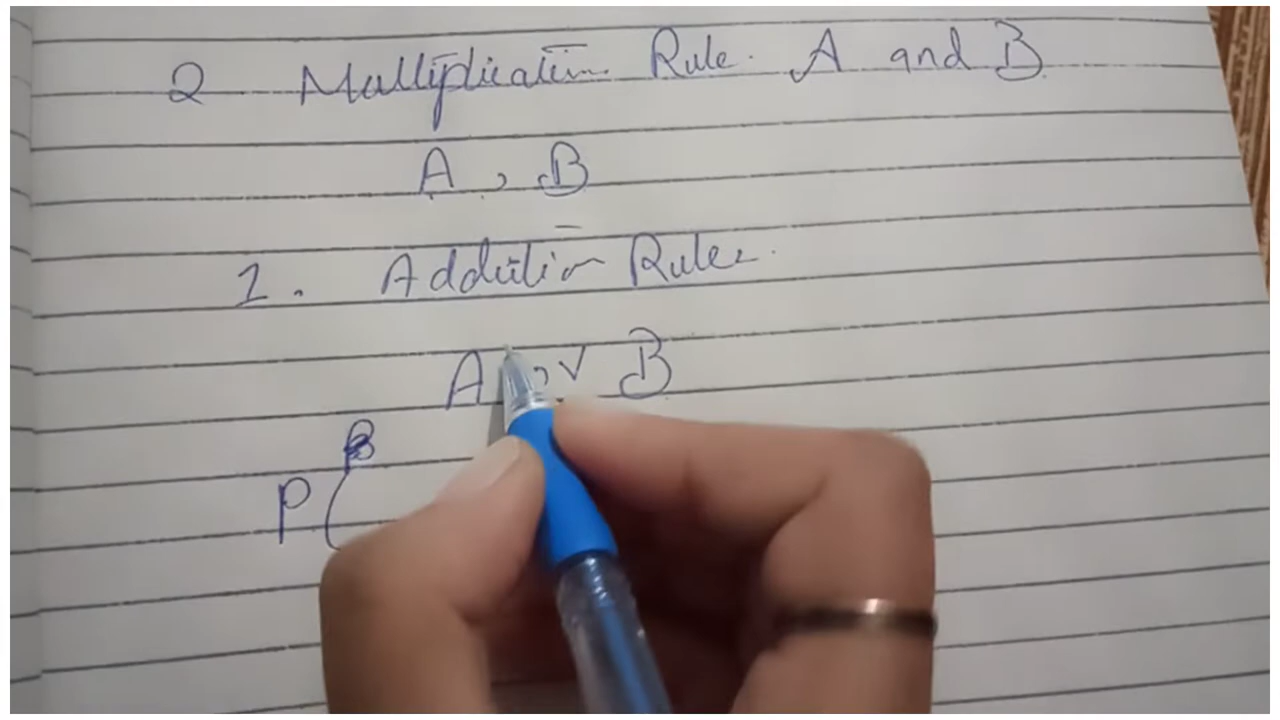 2 Multiplication Rule. A and B
A , B
1. Addition Rule.
A or B
B
P(